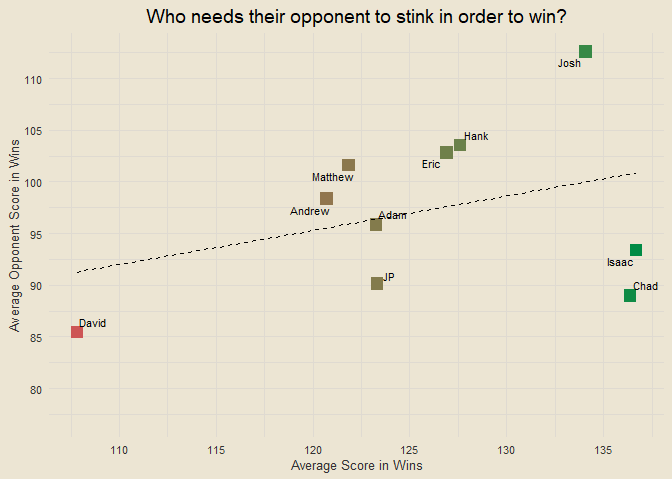 Who needs their opponent to stink in order to win?
Average Opponent Score in Wins
110
105
100
95
90
85
80
Josh
Hank
Eric
Matthew
Andrew
Adam
Isaac
JP
Chad
David
110
115
120
125
130
135
Average Score in Wins